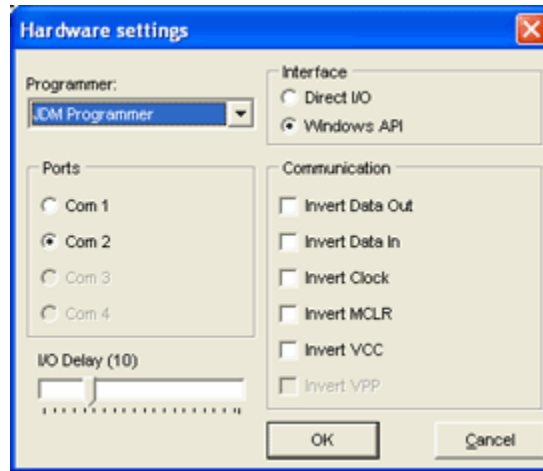 Hardware settings
Programmer:
JDM Programmer
Interface
Direct I/O
Windows API
Ports
Com 1
Com 2
Com 3
Com 4
Communication
Invert Data Out
Invert Data In
Invert Clock
Invert MCLR
Invert VCC
Invert VPP
I/O Delay (10)
OK
Cancel